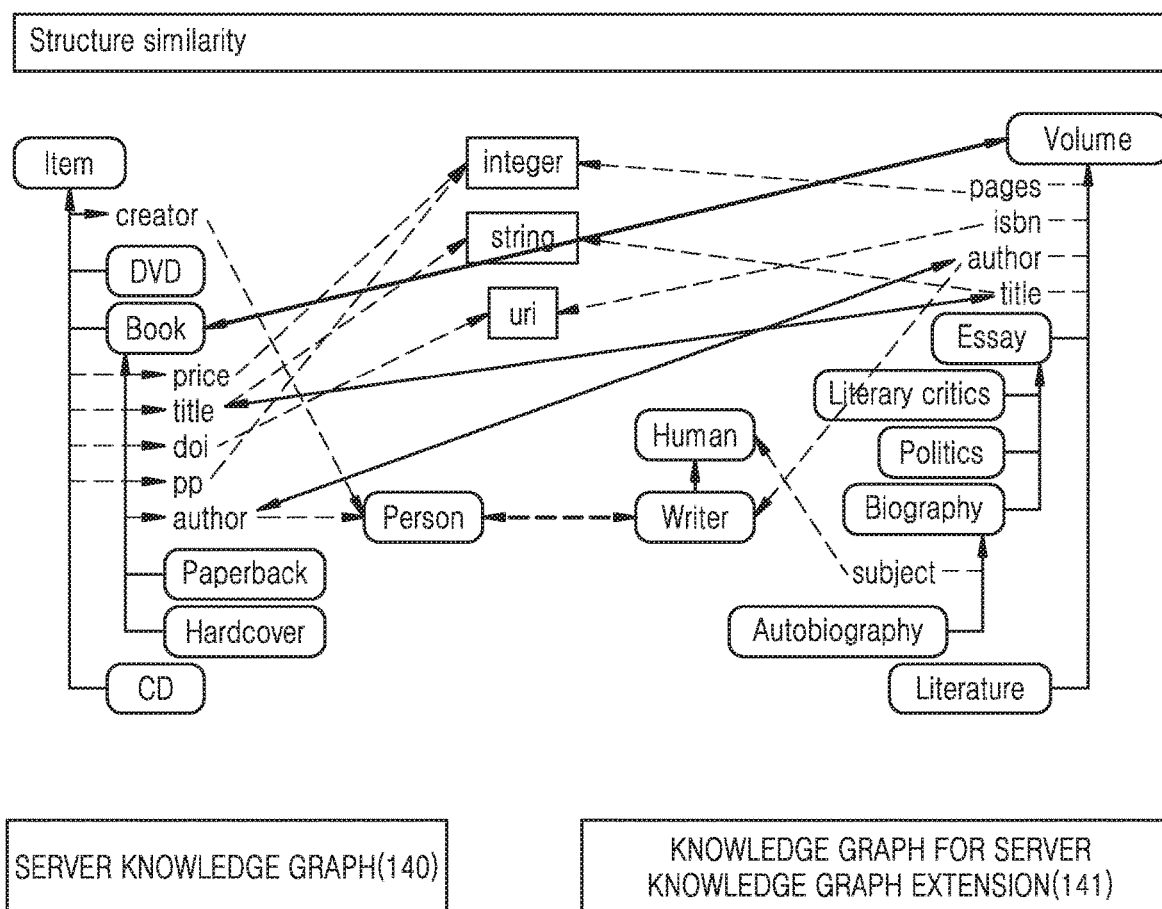 Structure similarity
Item
creator
DVD
Book
price
title
doi
pp
author
Paperback
Hardcover
CD
integer
string
uri
Person
Human
Writer
Volume
pages
isbn
author
title
Essay
Literary critics
Politics
Biography
subject
Autobiography
Literature
SERVER KNOWLEDGE GRAPH(140)
KNOWLEDGE GRAPH FOR SERVER
KNOWLEDGE GRAPH EXTENSION(141)